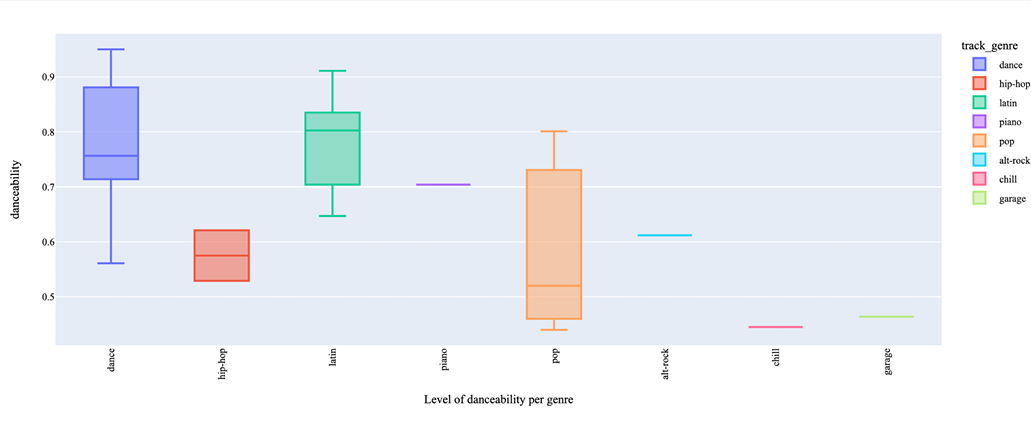 track_genre
dance
hip-hop
latin
piano
pop
alt-rock
chill
garage
danceability
0.9
0.8
0.7
0.6
0.5
dance
hip-hop
latin
piano
pop
alt-rock
chill
garage
Level of danceability per genre